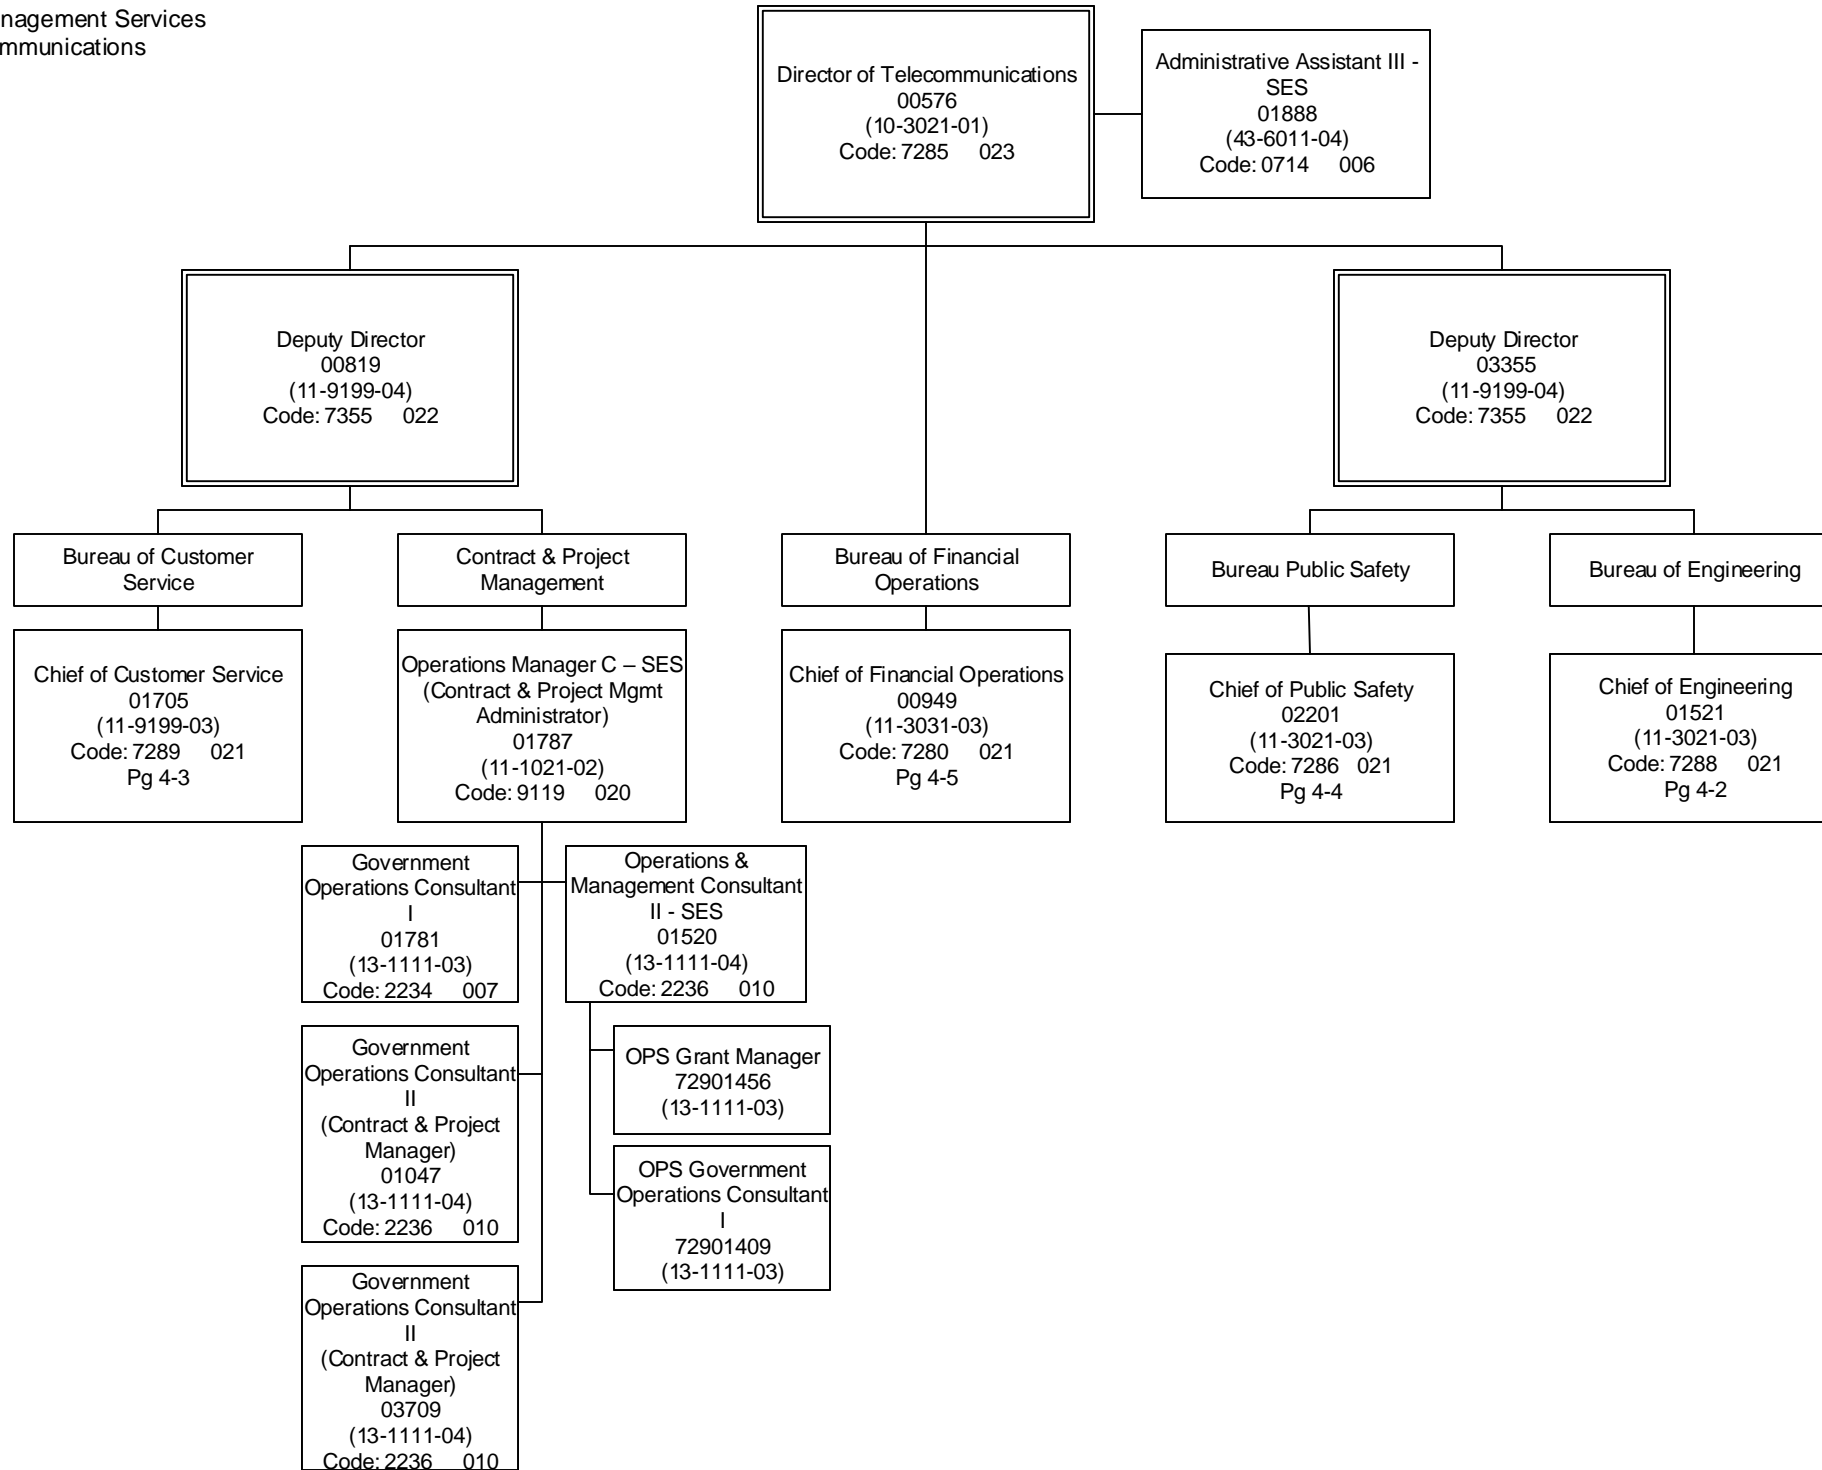 nagement Services
mmunications
Director of Telecommunications
00576
(10-3021-01)
Code: 7285 023
Administrative Assistant III -
SES
01888
(43-6011-04)
Code: 0714 006
Deputy Director
00819
(11-9199-04)
Code: 7355 022
Deputy Director
03355
(11-9199-04)
Code: 7355 022
Bureau of Customer
Service
Contract & Project
Management
Bureau of Financial
Operations
Bureau Public Safety
Bureau of Engineering
Chief of Customer Service
01705
(11-9199-03)
Code: 7289 021
Pg 4-3
Operations Manager C – SES
(Contract & Project Mgmt
Administrator)
01787
(11-1021-02)
Code: 9119 020
Chief of Financial Operations
00949
(11-3031-03)
Code: 7280 021
Pg 4-5
Chief of Public Safety
02201
(11-3021-03)
Code: 7286 021
Pg 4-4
Chief of Engineering
01521
(11-3021-03)
Code: 7288 021
Pg 4-2
Government
Operations Consultant
I
01781
(13-1111-03)
Code: 2234 007
Operations &
Management Consultant
II - SES
01520
(13-1111-04)
Code: 2236 010
Government
Operations Consultant
II
(Contract & Project
Manager)
01047
(13-1111-04)
Code: 2236 010
OPS Grant Manager
72901456
(13-1111-03)
OPS Government
Operations Consultant
I
72901409
(13-1111-03)
Government
Operations Consultant
II
(Contract & Project
Manager)
03709
(13-1111-04)
Code: 2236 010